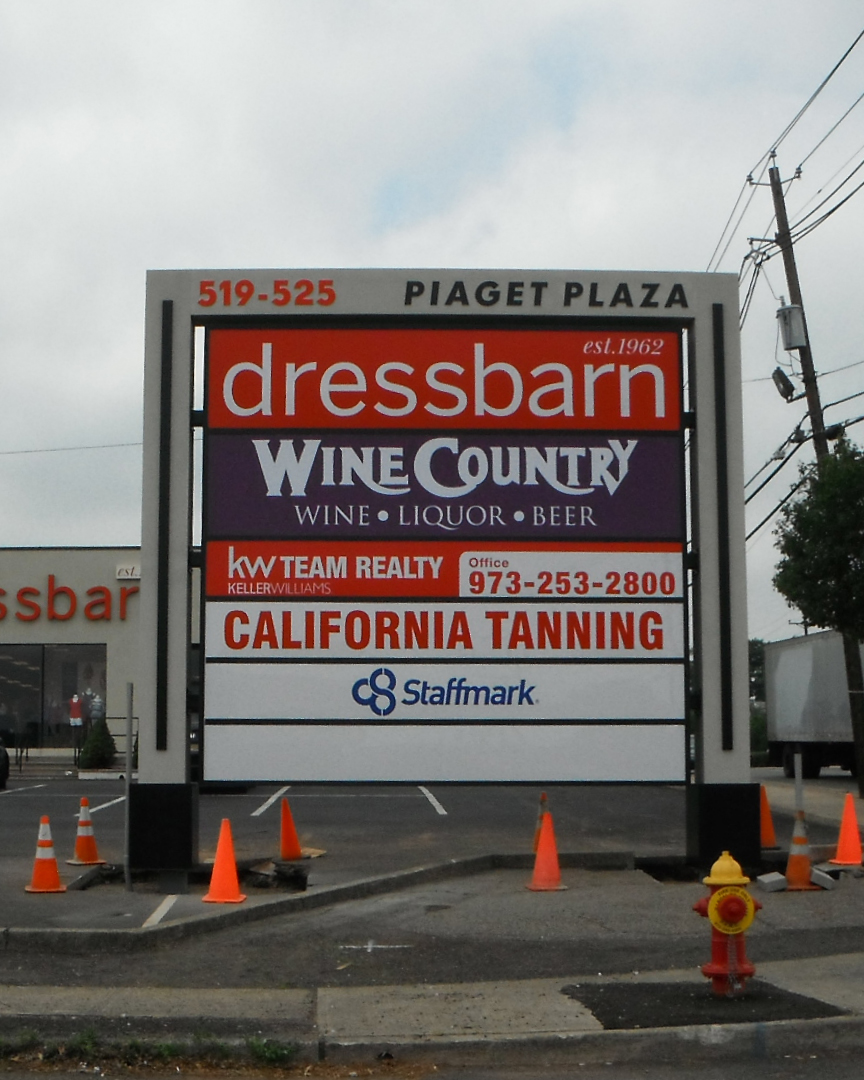 519-525 PIAGET PLAZA
est.1962
dressbarn
WINE COUNTRY
WINE • LIQUOR • BEER
kw TEAM REALTY
KELLERWILLIAMS
Office
973-253-2800
CALIFORNIA TANNING
Staffmark
est.
ssbar